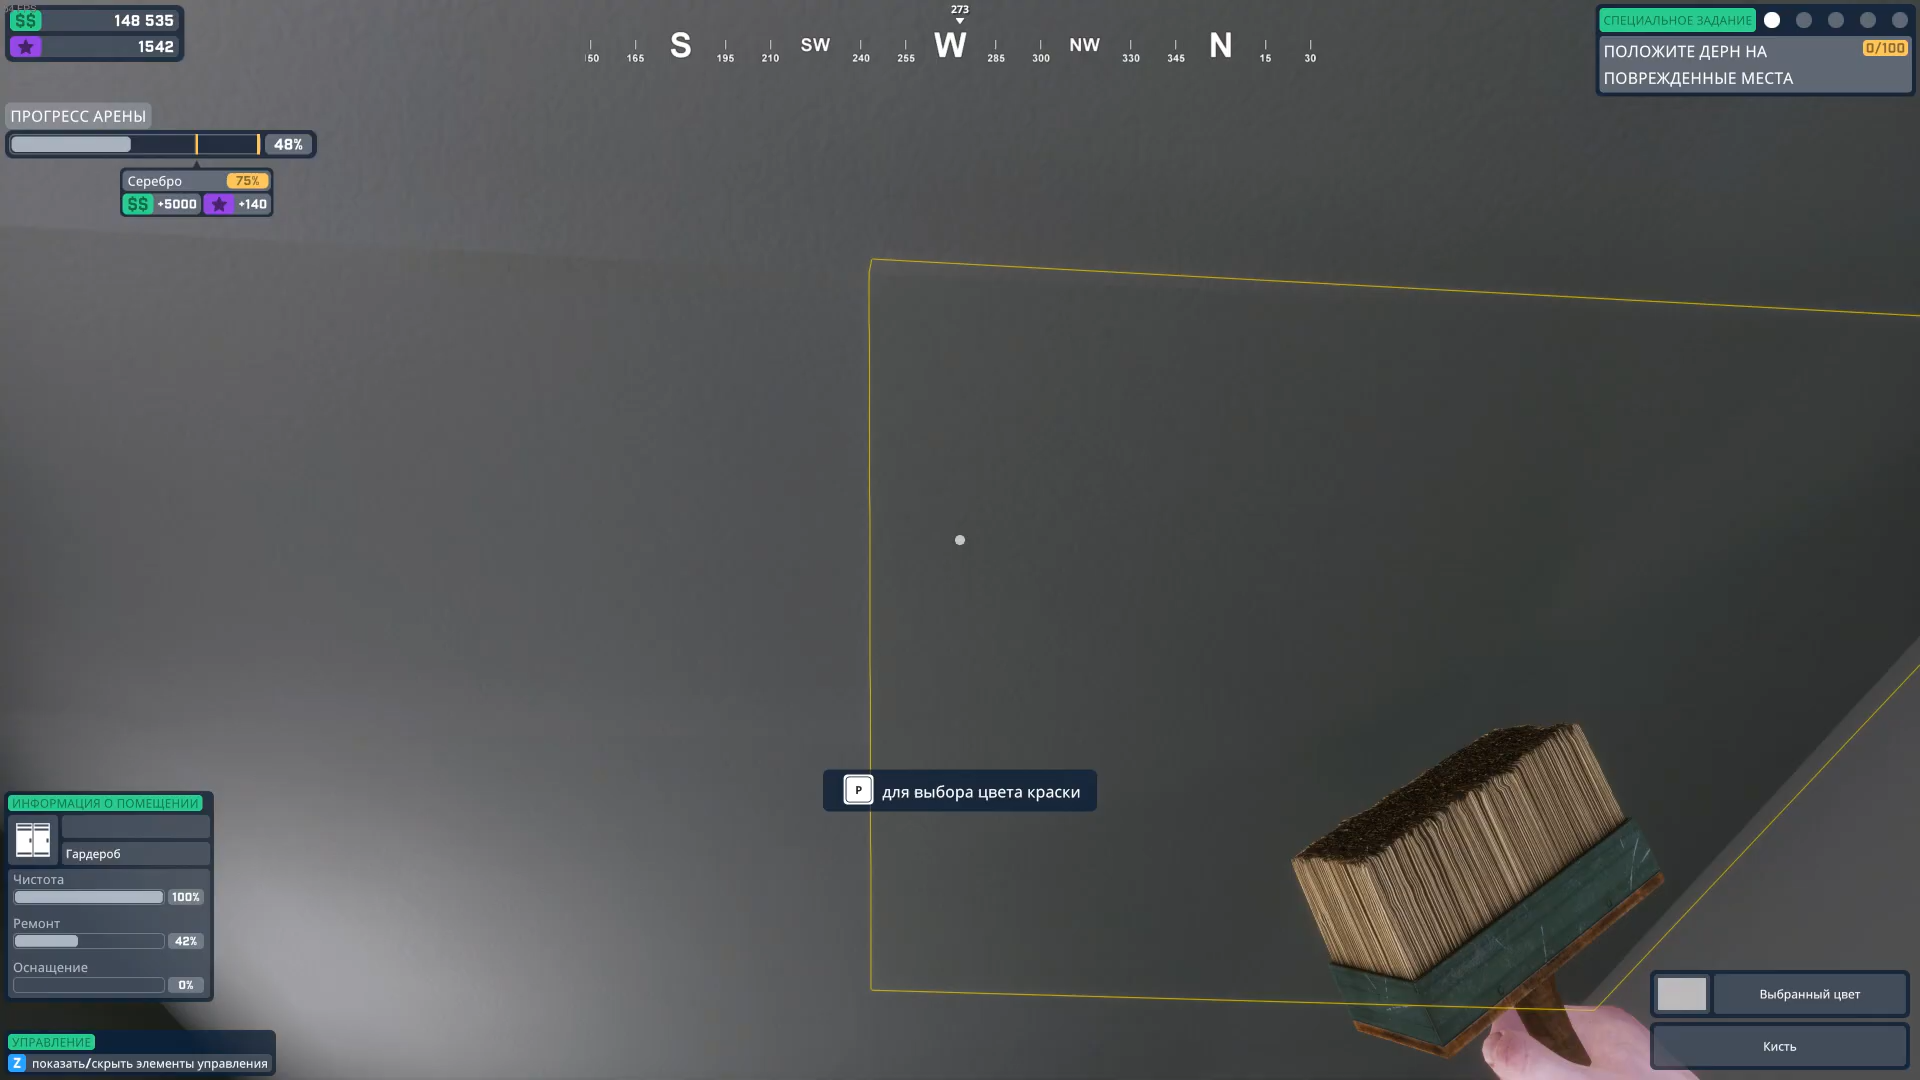 $$ 148 535
1542
273
150 165 S 195 210 SW 240 255 W 285 300 NW 330 345 N 15 30
СПЕЦИАЛЬНОЕ ЗАДАНИЕ
ПОЛОЖИТЕ ДЕРН НА
0/100
ПОВРЕЖДЕННЫЕ МЕСТА
ПРОГРЕСС АРЕНЫ
48%
Серебро 75%
$$ +5000 +140
P для выбора цвета краски
ИНФОРМАЦИЯ О ПОМЕЩЕНИИ
Гардероб
Чистота
100%
Ремонт
42%
Оснащение
0%
УПРАВЛЕНИЕ
Z показать/скрыть элементы управления
Выбранный цвет
Кисть